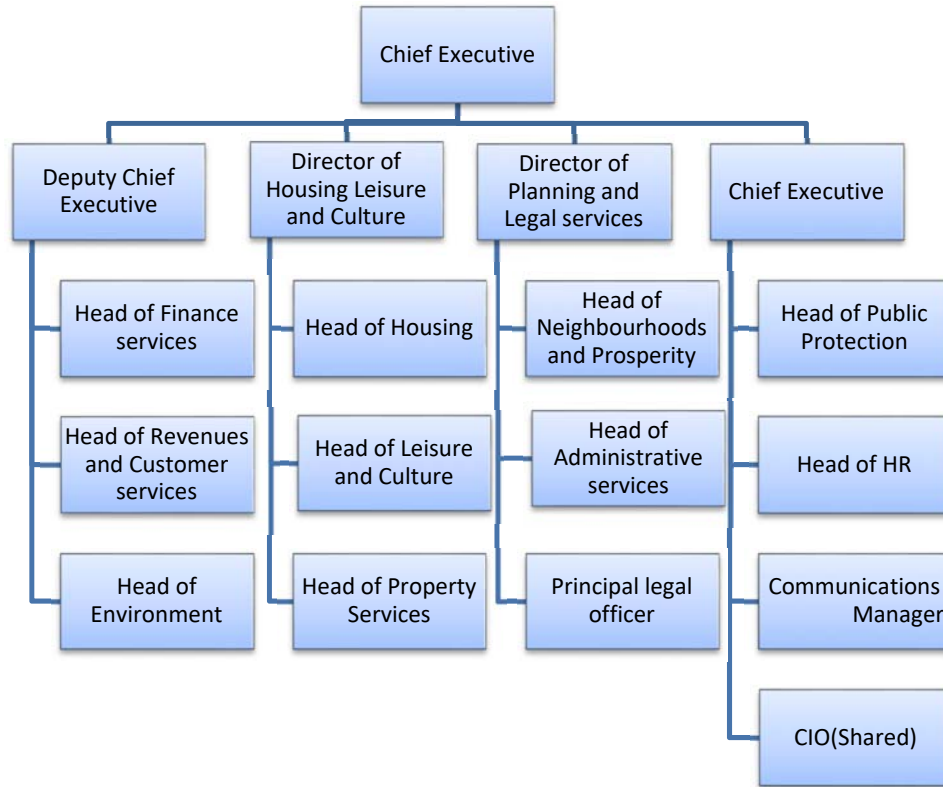 Chief Executive
Deputy Chief
Executive
Director of
Housing Leisure
and Culture
Director of
Planning and
Legal services
Chief Executive
Head of Finance
services
Head of Housing
Head of
Neighbourhoods
and Prosperity
Head of Public
Protection
Head of Revenues
and Customer
services
Head of Leisure
and Culture
Head of
Administrative
services
Head of HR
Head of
Environment
Head of Property
Services
Principal legal
officer
Communications
Manager
CIO(Shared)